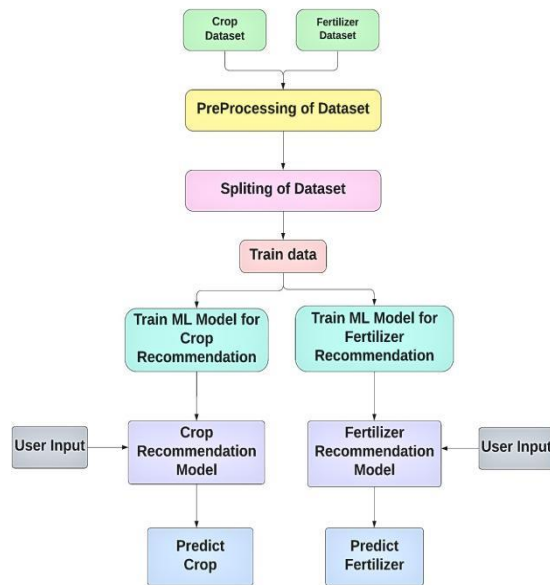 Crop
Dataset
Fertilizer
Dataset
PreProcessing of Dataset
Spliting of Dataset
Train data
Train ML Model for
Crop
Recommendation
Train ML Model for
Fertilizer
Recommendation
User Input
Crop
Recommendation
Model
Fertilizer
Recommendation
Model
User Input
Predict
Crop
Predict
Fertilizer